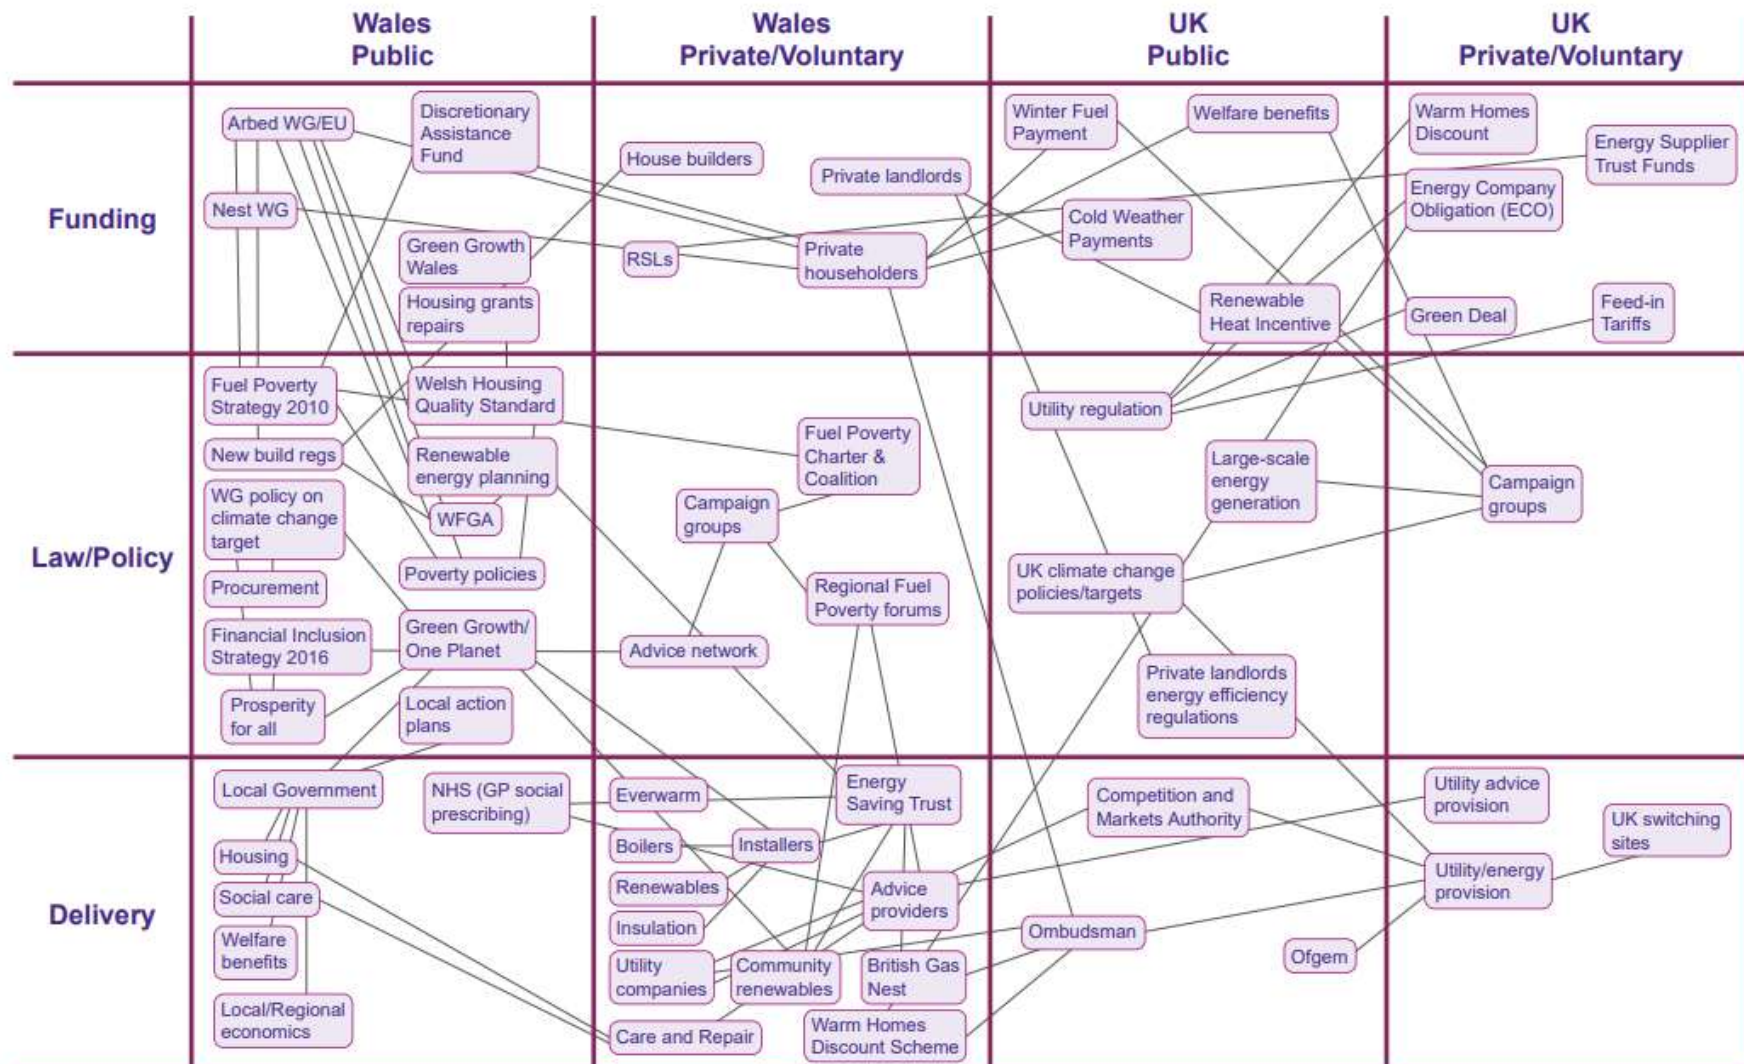 Wales
Public
Wales
Private/Voluntary
UK
Public
UK
Private/Voluntary
Funding
Arbed WG/EU
Discretionary
Assistance
Fund
Nest WG
Green Growth
Wales
Housing grants
repairs
House builders
Private landlords
RSLs
Private
householders
Winter Fuel
Payment
Welfare benefits
Cold Weather
Payments
Renewable
Heat Incentive
Warm Homes
Discount
Energy Supplier
Trust Funds
Energy Company
Obligation (ECO)
Green Deal
Feed-in
Tariffs
Law/Policy
Fuel Poverty
Strategy 2010
Welsh Housing
Quality Standard
New build regs
Renewable
energy planning
WG policy on
climate change
target
WFGA
Procurement
Poverty policies
Financial Inclusion
Strategy 2016
Green Growth/
One Planet
Prosperity
for all
Local action
plans
Fuel Poverty
Charter &
Coalition
Campaign
groups
Regional Fuel
Poverty forums
Advice network
Utility regulation
Large-scale
energy
generation
UK climate change
policies/targets
Private landlords
energy efficiency
regulations
Campaign
groups
Delivery
Local Government
NHS (GP social
prescribing)
Housing
Social care
Welfare
benefits
Local/Regional
economics
Everwarm
Energy
Saving Trust
Boilers
Installers
Renewables
Advice
providers
Insulation
Utility
companies
Community
renewables
British Gas
Nest
Care and Repair
Warm Homes
Discount Scheme
Competition and
Markets Authority
Ombudsman
Ofgem
Utility advice
provision
UK switching
sites
Utility/energy
provision